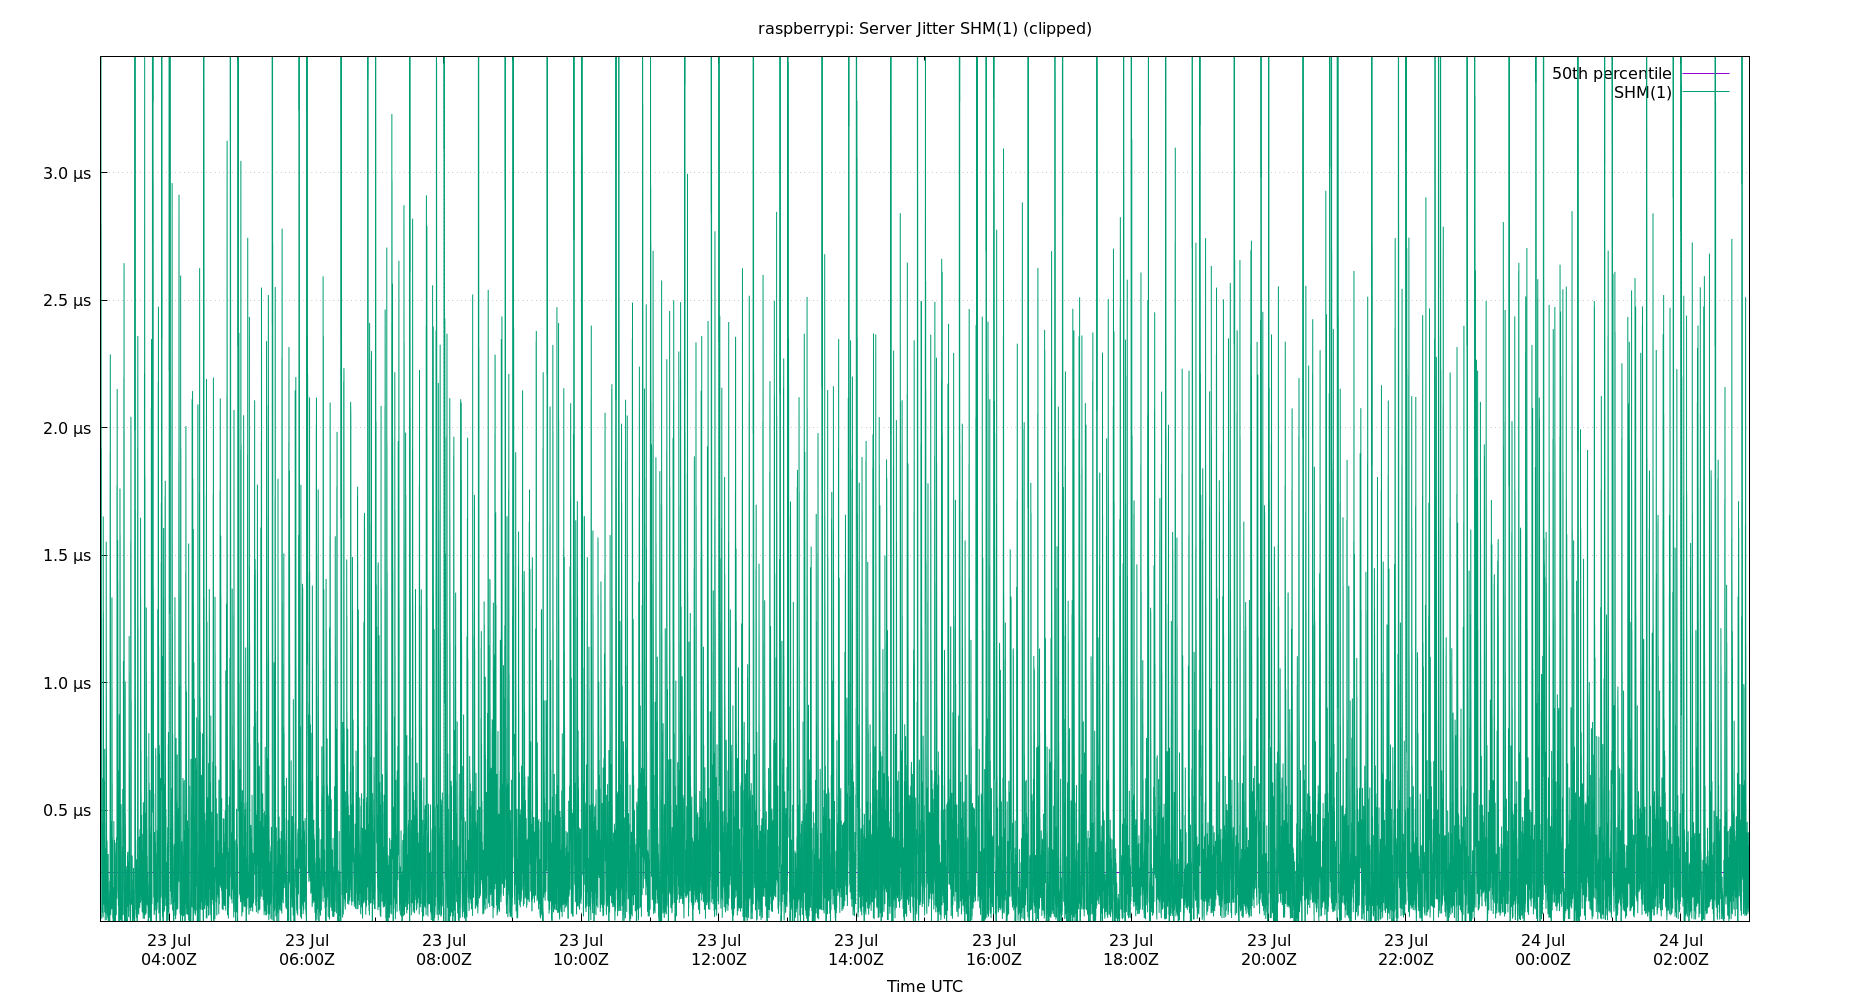 raspberrypi: Server Jitter SHM(1) (clipped)
50th percentile
SHM(1)
3.0 µs
2.5 µs
2.0 µs
1.5 µs
1.0 µs
0.5 µs
23 Jul 23 Jul 23 Jul 23 Jul 23 Jul 23 Jul 23 Jul 23 Jul 23 Jul 23 Jul 24 Jul 24 Jul
04:00Z 06:00Z 08:00Z 10:00Z 12:00Z 14:00Z 16:00Z 18:00Z 20:00Z 22:00Z 00:00Z 02:00Z
Time UTC